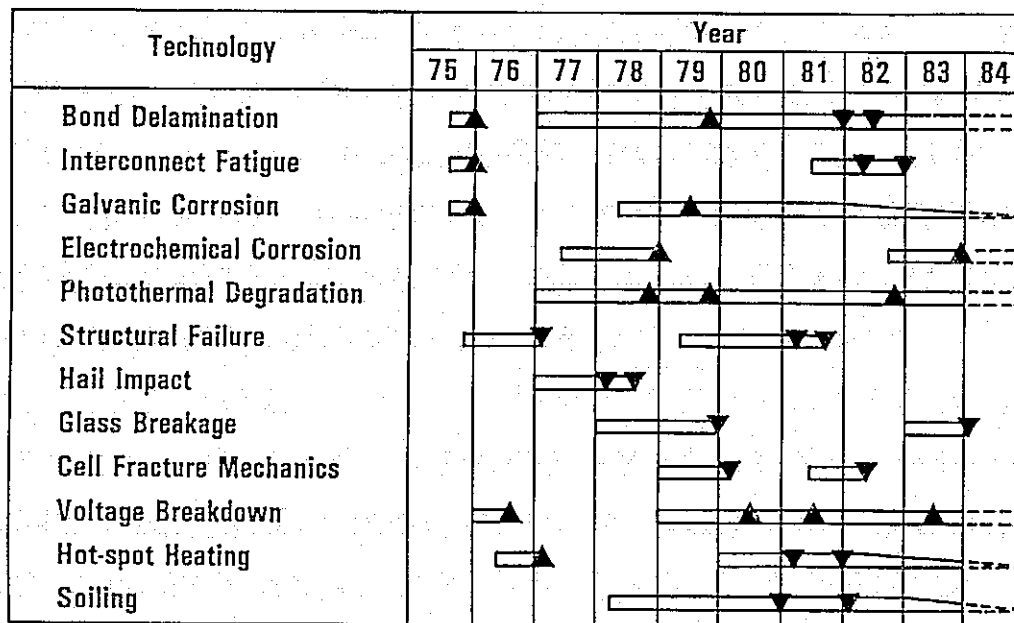 Technology
Year
75 76 77 78 79 80 81 82 83 84
Bond Delamination
Interconnect Fatigue
Galvanic Corrosion
Electrochemical Corrosion
Photothermal Degradation
Structural Failure
Hail Impact
Glass Breakage
Cell Fracture Mechanics
Voltage Breakdown
Hot-spot Heating
Soiling